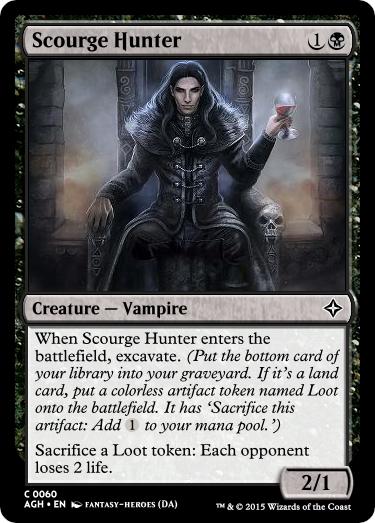 Scourge Hunter 1
Creature — Vampire
When Scourge Hunter enters the
battlefield, excavate. (Put the bottom card of
your library into your graveyard. If it's a land
card, put a colorless artifact token named Loot
onto the battlefield. It has ‘Sacrifice this
artifact: Add 1 to your mana pool.’)
Sacrifice a Loot token: Each opponent
loses 2 life.
2/1
C 0060
AGH • EN FANTASY-HEROES (DA)
™ & © 2015 Wizards of the Coast